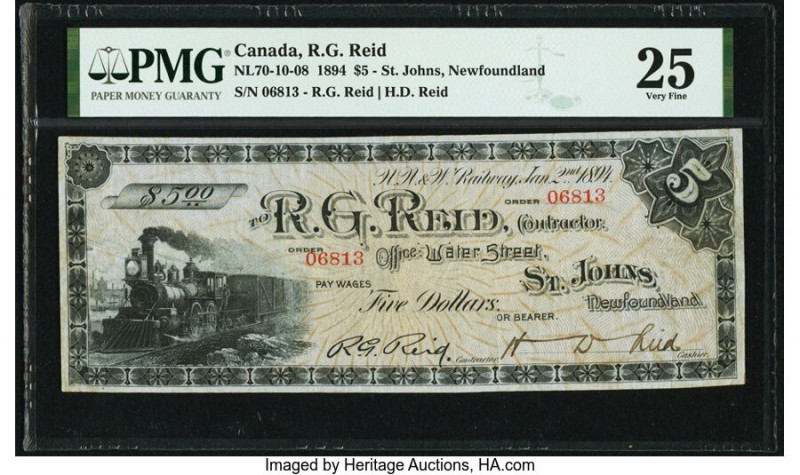 PMG
PAPER MONEY GUARANTY
Canada, R.G. Reid
NL70-10-08 1894 $5 - St. Johns, Newfoundland
S/N 06813 - R.G. Reid | H.D. Reid
25
Very Fine
N.N.&W. Railway, Jan. 2nd 1894.
$5.00
5
ORDER 06813
TO R.G. REID, Contractor.
ORDER 06813
Office: Water Street,
ST. JOHNS,
Newfoundland.
PAY WAGES
Five Dollars.
OR BEARER.
R.G. Reid. Contractor H D Reid Cashier.
Imaged by Heritage Auctions, HA.com